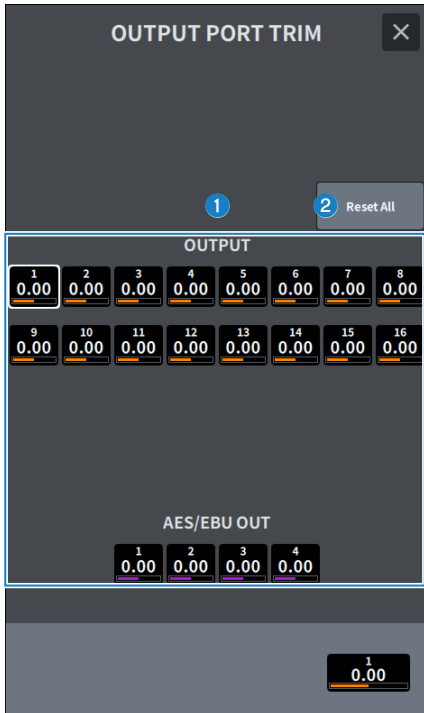 OUTPUT PORT TRIM
1
2 Reset All
OUTPUT
1 2 3 4 5 6 7 8
0.00 0.00 0.00 0.00 0.00 0.00 0.00 0.00
9 10 11 12 13 14 15 16
0.00 0.00 0.00 0.00 0.00 0.00 0.00 0.00
AES/EBU OUT
1 2 3 4
0.00 0.00 0.00 0.00
1
0.00